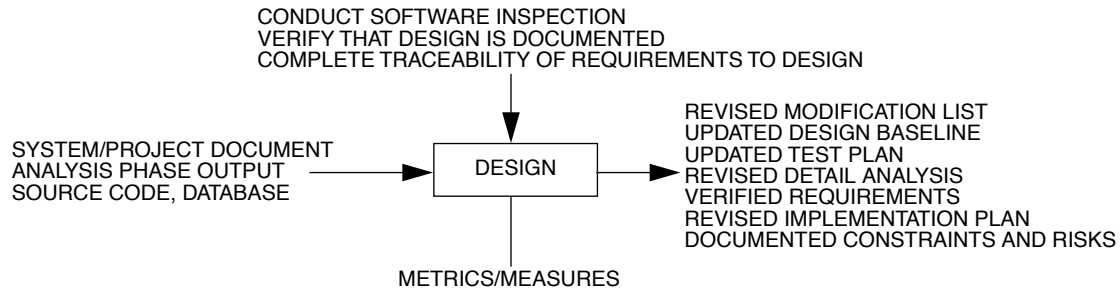 CONDUCT SOFTWARE INSPECTION
VERIFY THAT DESIGN IS DOCUMENTED
COMPLETE TRACEABILITY OF REQUIREMENTS TO DESIGN
SYSTEM/PROJECT DOCUMENT
ANALYSIS PHASE OUTPUT
SOURCE CODE, DATABASE
DESIGN
REVISED MODIFICATION LIST
UPDATED DESIGN BASELINE
UPDATED TEST PLAN
REVISED DETAIL ANALYSIS
VERIFIED REQUIREMENTS
REVISED IMPLEMENTATION PLAN
DOCUMENTED CONSTRAINTS AND RISKS
METRICS/MEASURES